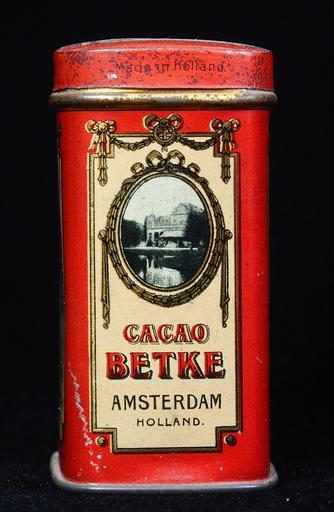 Made in Holland.
CACAO
BETKE
AMSTERDAM
HOLLAND.